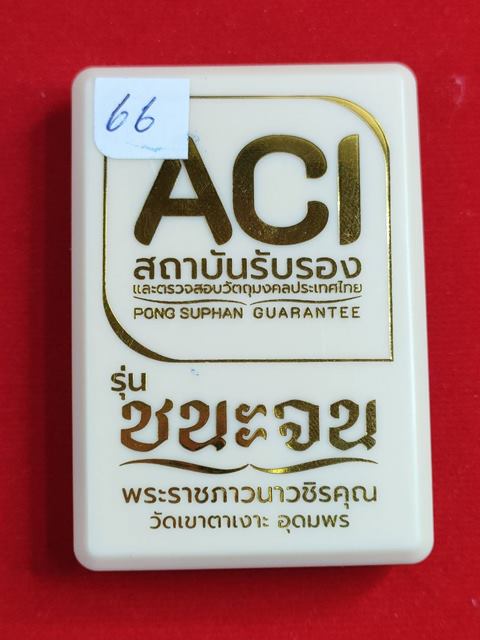 66
ACI
สถาบันรับรอง
และตรวจสอบวัตถุมงคลประเทศไทย
PONG SUPHAN GUARANTEE
รุ่น
ชนะจน
พระราชภาวนาวชิรคุณ
วัดเขาตาเงาะ อุดมพร